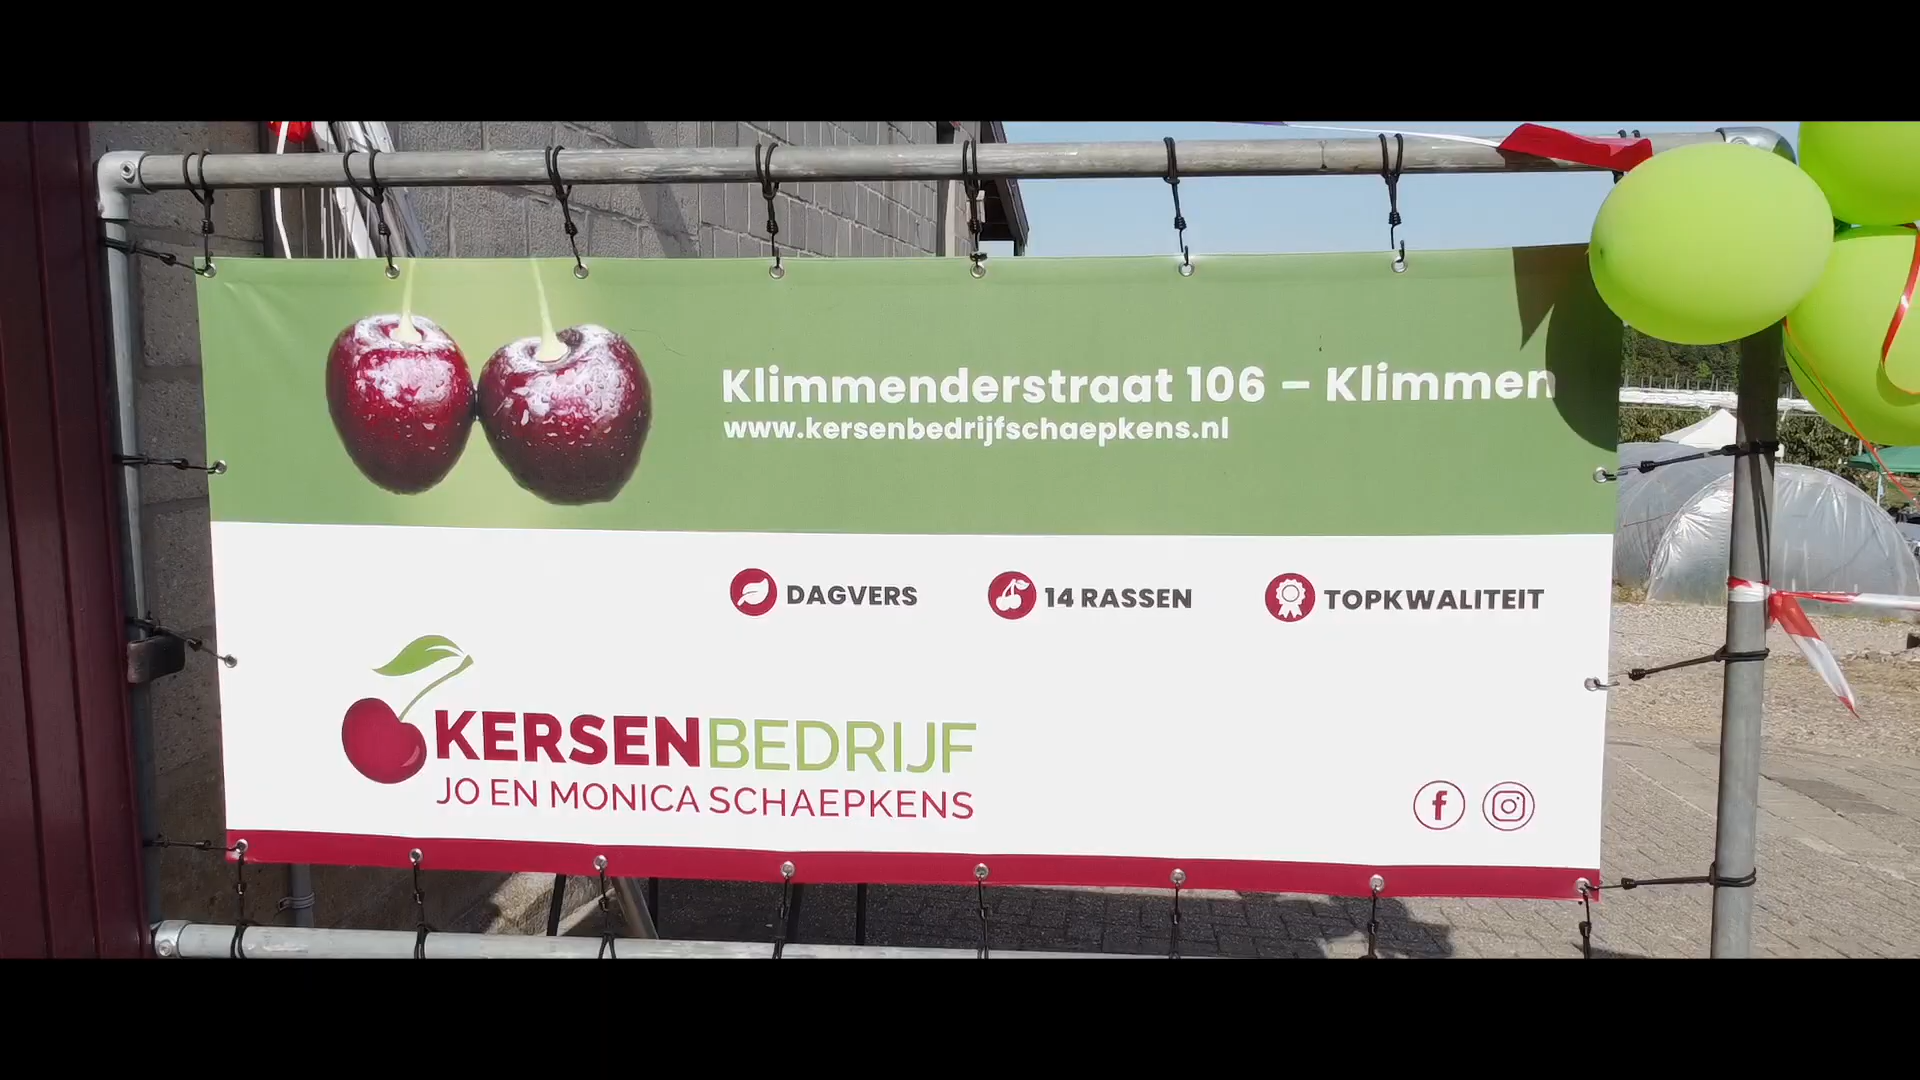 Klimmenderstraat 106 – Klimmen
www.kersenbedrijfschaepkens.nl
DAGVERS 14 RASSEN TOPKWALITEIT
KERSENBEDRIJF
JO EN MONICA SCHAEPKENS